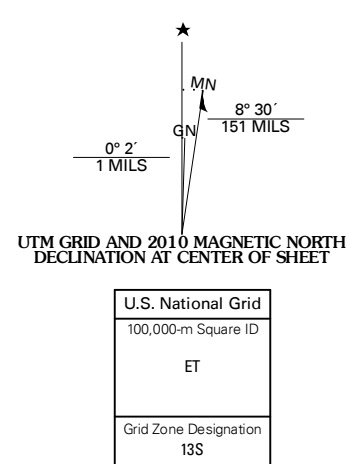 MN
8° 30´
151 MILS
GN
0° 2´
1 MILS
UTM GRID AND 2010 MAGNETIC NORTH
DECLINATION AT CENTER OF SHEET
U.S. National Grid
100,000-m Square ID
ET
Grid Zone Designation
13S